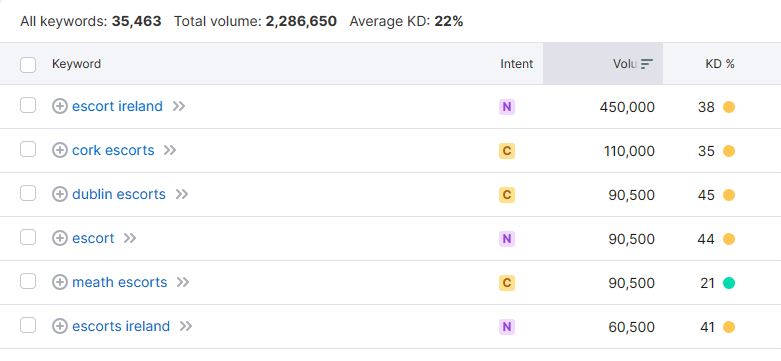 All keywords: 35,463 Total volume: 2,286,650 Average KD: 22%
Keyword Intent Volu KD %
escort ireland N 450,000 38
cork escorts C 110,000 35
dublin escorts C 90,500 45
escort N 90,500 44
meath escorts C 90,500 21
escorts ireland N 60,500 41